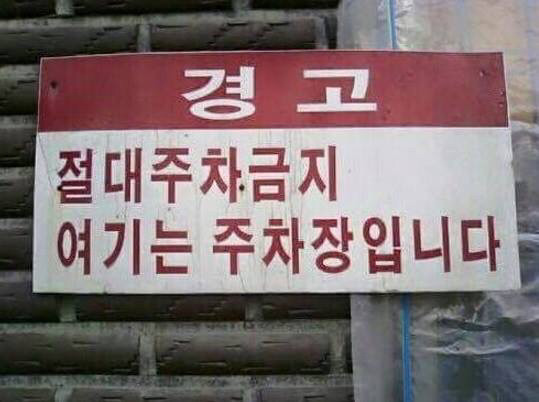 경고
절대주차금지
여기는 주차장입니다